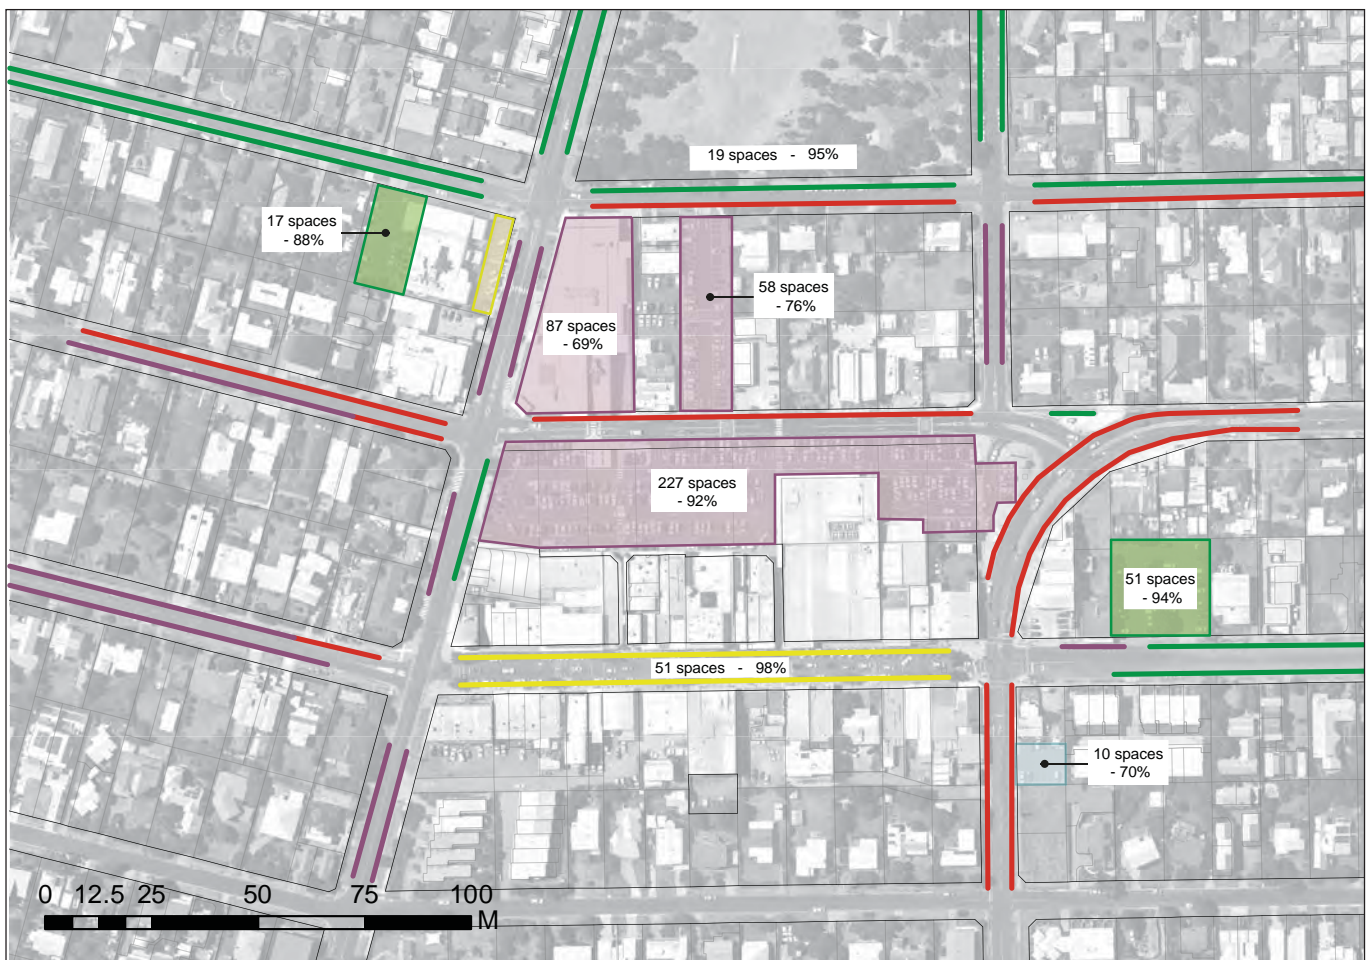 19 spaces - 95%
17 spaces
- 88%
58 spaces
- 76%
87 spaces
- 69%
227 spaces
- 92%
51 spaces
- 94%
51 spaces - 98%
10 spaces
- 70%
0 12.5 25 50 75 100
M